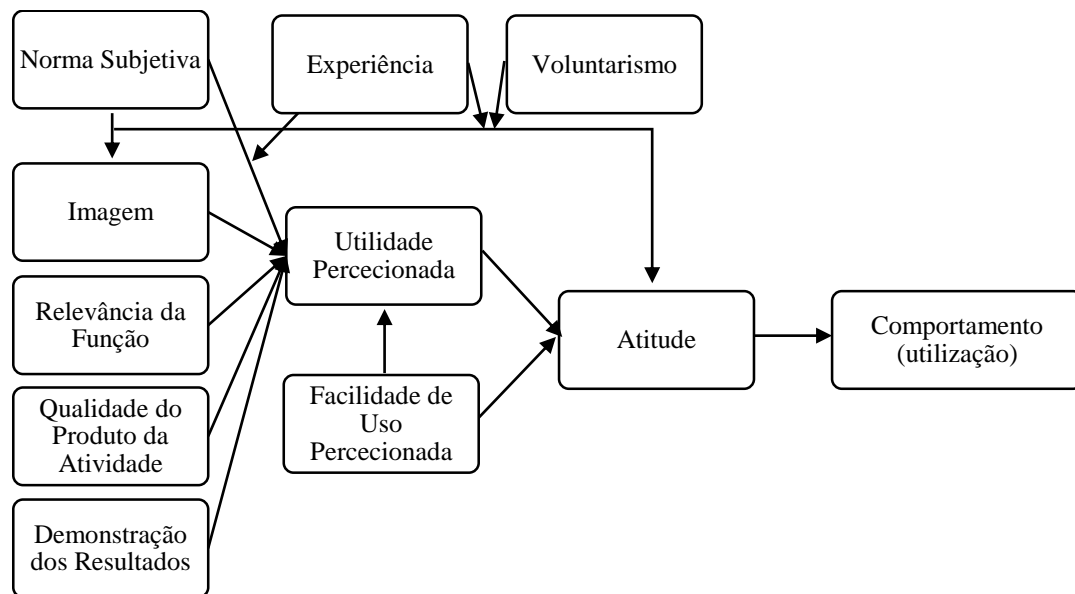 Norma Subjetiva
Experiência
Voluntarismo
Imagem
Utilidade
Percecionada
Relevância da
Função
Atitude
Comportamento
(utilização)
Facilidade de
Uso
Percecionada
Qualidade do
Produto da
Atividade
Demonstração
dos Resultados